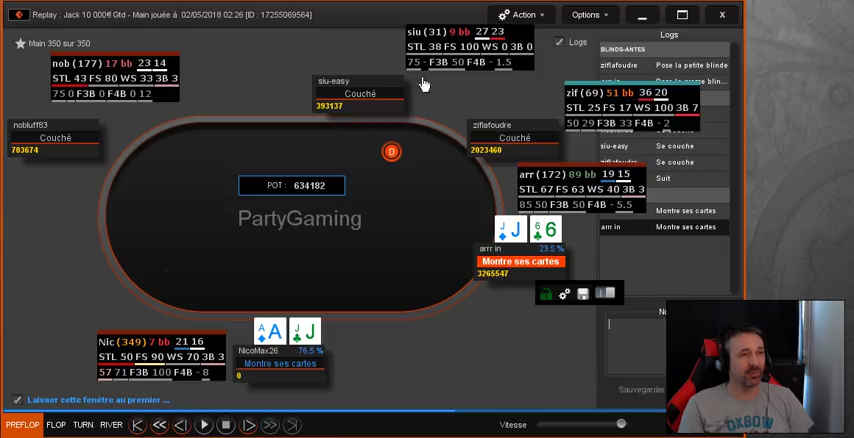 Replay : Jack 10 000€ Gtd - Main jouée à 02/05/2018 02:26 [ID : 17255069564]
Action
Options
X
Main 350 sur 350
Logs
Logs
BLINDS-ANTES
ziflafoudre Pose la petite blinde
siu-easy Se couche
ziflafoudre Se couche
Suit
Montre ses cartes
arrr in Montre ses cartes
nob (177) 17 bb 23 14
STL 43 FS 80 WS 33 3B 3
75 0 F3B 0 F4B 0 12
siu (31) 9 bb 27 23
STL 38 FS 100 WS 0 3B 0
75 - F3B 50 F4B - 1.5
zif (69) 51 bb 36 20
STL 25 FS 17 WS 100 3B 7
50 29 F3B 33 F4B - 2
arr (172) 89 bb 19 15
STL 67 FS 63 WS 40 3B 3
85 50 F3B 50 F4B - 5.5
Nic (349) 7 bb 21 16
STL 50 FS 90 WS 70 3B 3
57 71 F3B 100 F4B - 8
siu-easy
Couché
393137
nobluff83
Couché
703674
ziflafoudre
Couché
2023460
D
POT : 634182
PartyGaming
J J 6 6
arrr in 23.5 %
Montre ses cartes
3265547
A A J J
NicoMax26 76.5 %
Montre ses cartes
0
Laisser cette fenêtre au premier ...
Sauvegarder
PREFLOP FLOP TURN RIVER
Vitesse
OXBOW